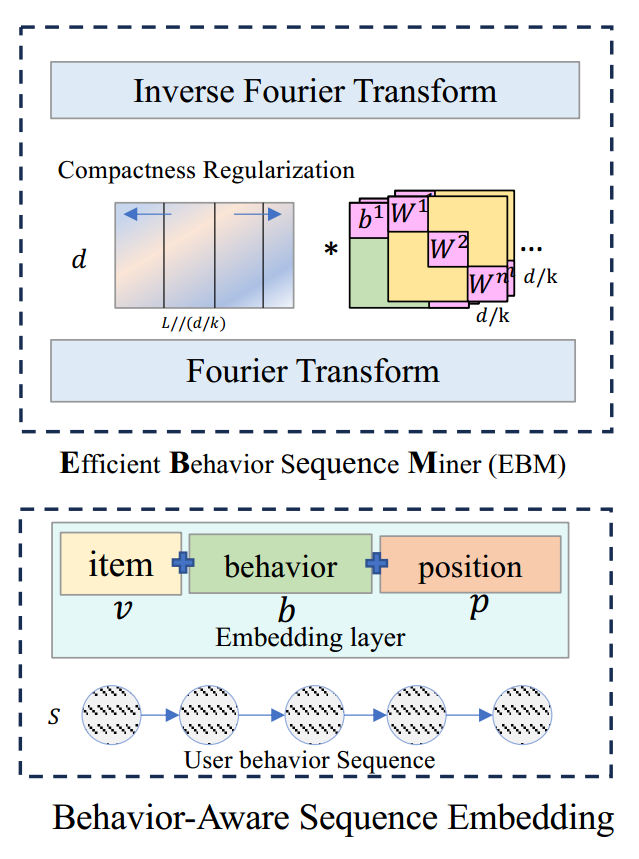 Inverse Fourier Transform
Compactness Regularization
d
L//(d/k)
*
b¹ W¹
W²
Wⁿ
...
d/k
d/k
Fourier Transform
Efficient Behavior Sequence Miner (EBM)
item + behavior + position
v b p
Embedding layer
S
User behavior Sequence
Behavior-Aware Sequence Embedding